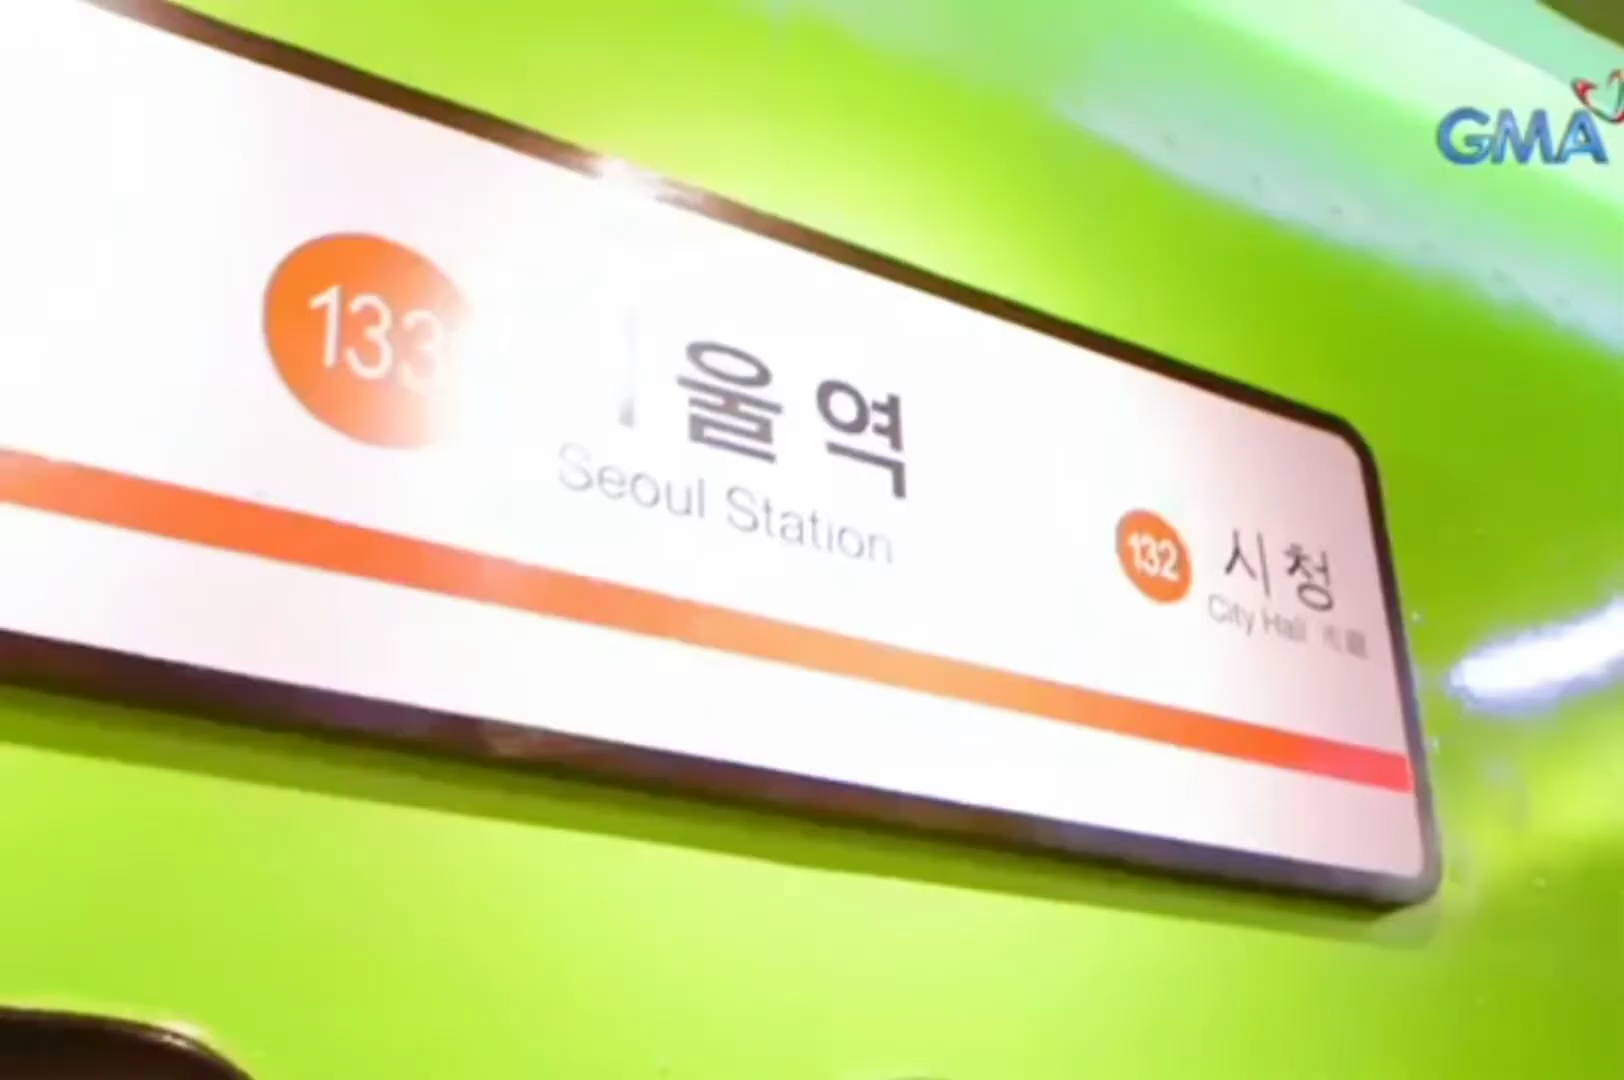 GMA
133
울역
Seoul Station
132
시청
City Hall